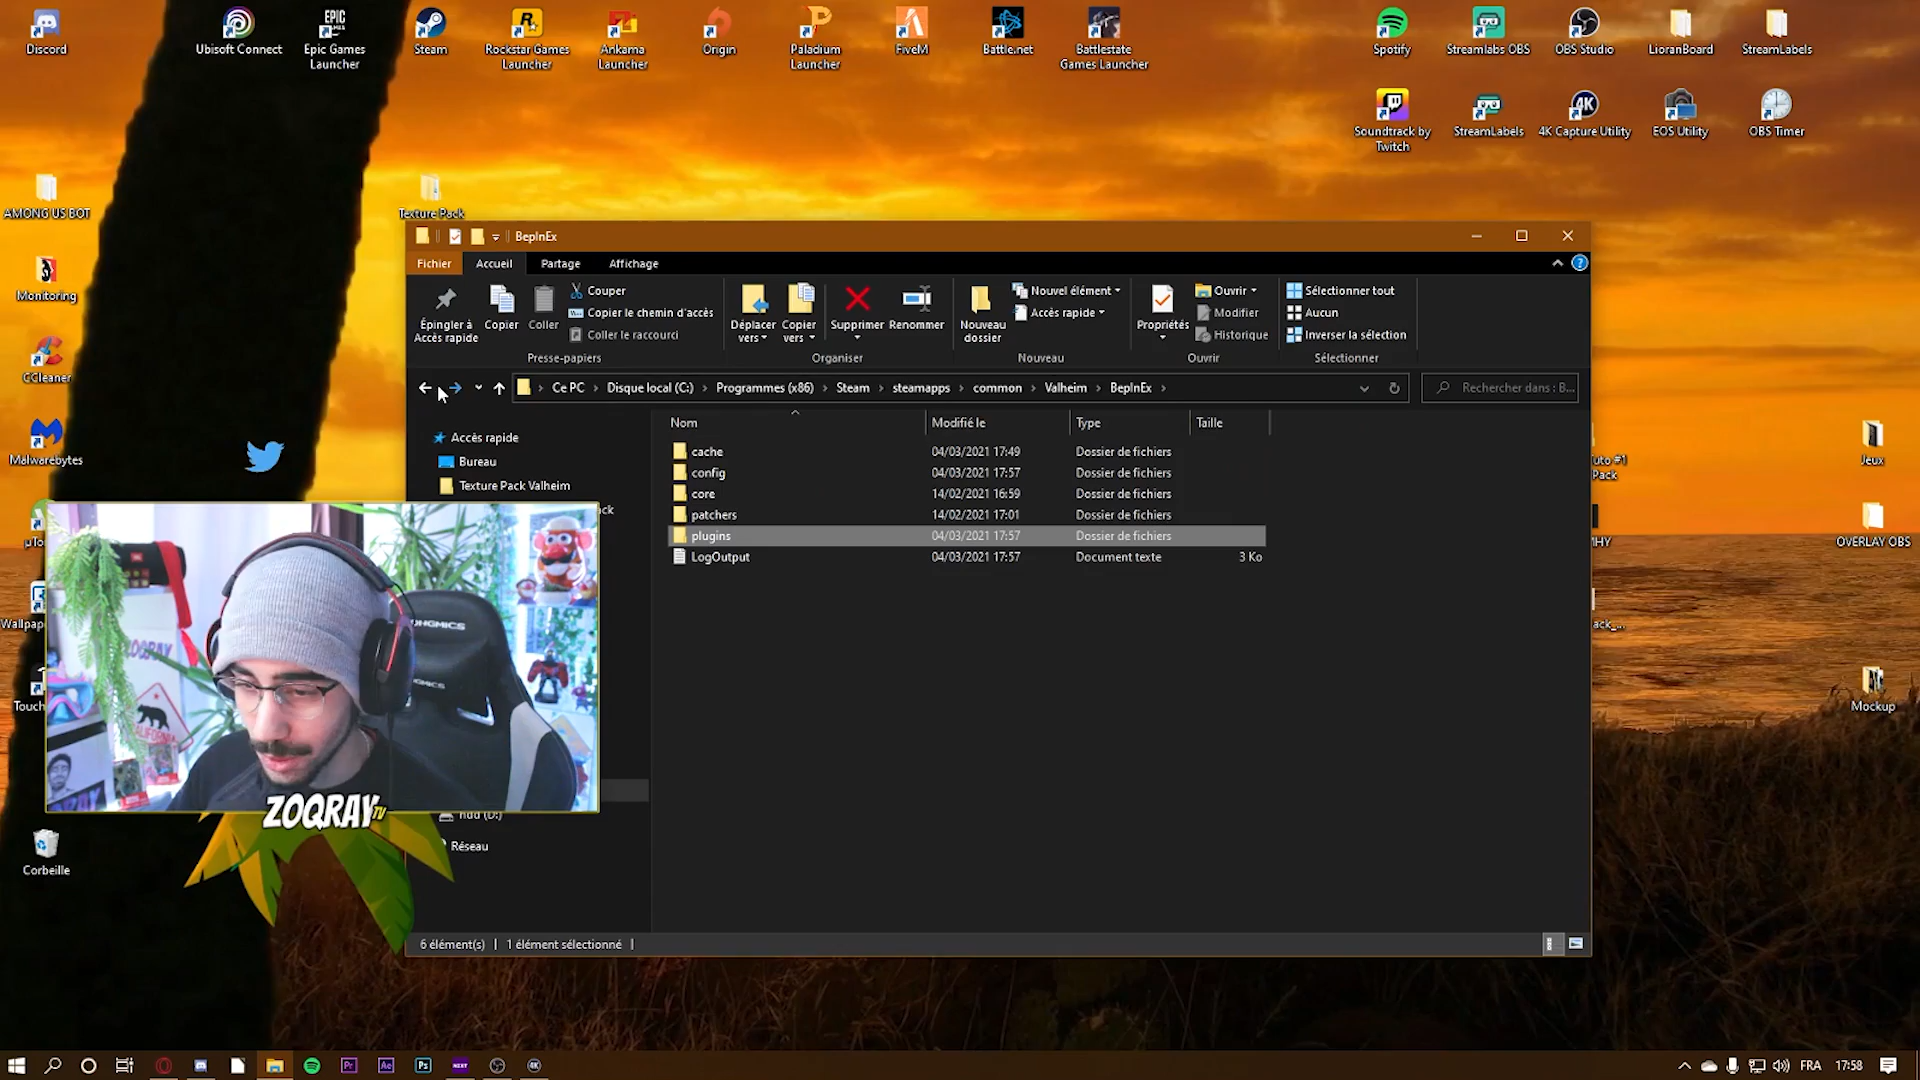 Discord
Ubisoft Connect
Epic Games
Launcher
Steam
Rockstar Games
Launcher
Ankama
Launcher
Origin
Paladium
Launcher
FiveM
Battle.net
Battlestate
Games Launcher
Spotify
Streamlabs OBS
OBS Studio
LioranBoard
StreamLabels
Soundtrack by
Twitch
StreamLabels
4K Capture Utility
EOS Utility
OBS Timer
AMONG US BOT
Texture Pack
Monitoring
CCleaner
Malwarebytes
Corbeille
Jeux
OVERLAY OBS
Mockup
BepInEx
Fichier
Accueil
Partage
Affichage
Épingler à
Accès rapide
Copier
Coller
Couper
Copier le chemin d'accès
Coller le raccourci
Presse-papiers
Déplacer
vers
Copier
vers
Supprimer
Renommer
Organiser
Nouveau
dossier
Nouvel élément
Accès rapide
Nouveau
Propriétés
Ouvrir
Modifier
Historique
Ouvrir
Sélectionner tout
Aucun
Inverser la sélection
Sélectionner
Ce PC
Disque local (C:)
Programmes (x86)
Steam
steamapps
common
Valheim
BepInEx
Rechercher dans : B...
Accès rapide
Bureau
Texture Pack Valheim
Réseau
Nom
Modifié le
Type
Taille
cache 04/03/2021 17:49 Dossier de fichiers
config 04/03/2021 17:57 Dossier de fichiers
core 14/02/2021 16:59 Dossier de fichiers
patchers 14/02/2021 17:01 Dossier de fichiers
plugins 04/03/2021 17:57 Dossier de fichiers
LogOutput 04/03/2021 17:57 Document texte 3 Ko
6 élément(s)
1 élément sélectionné
ZOQRAY TV
FRA
17:58